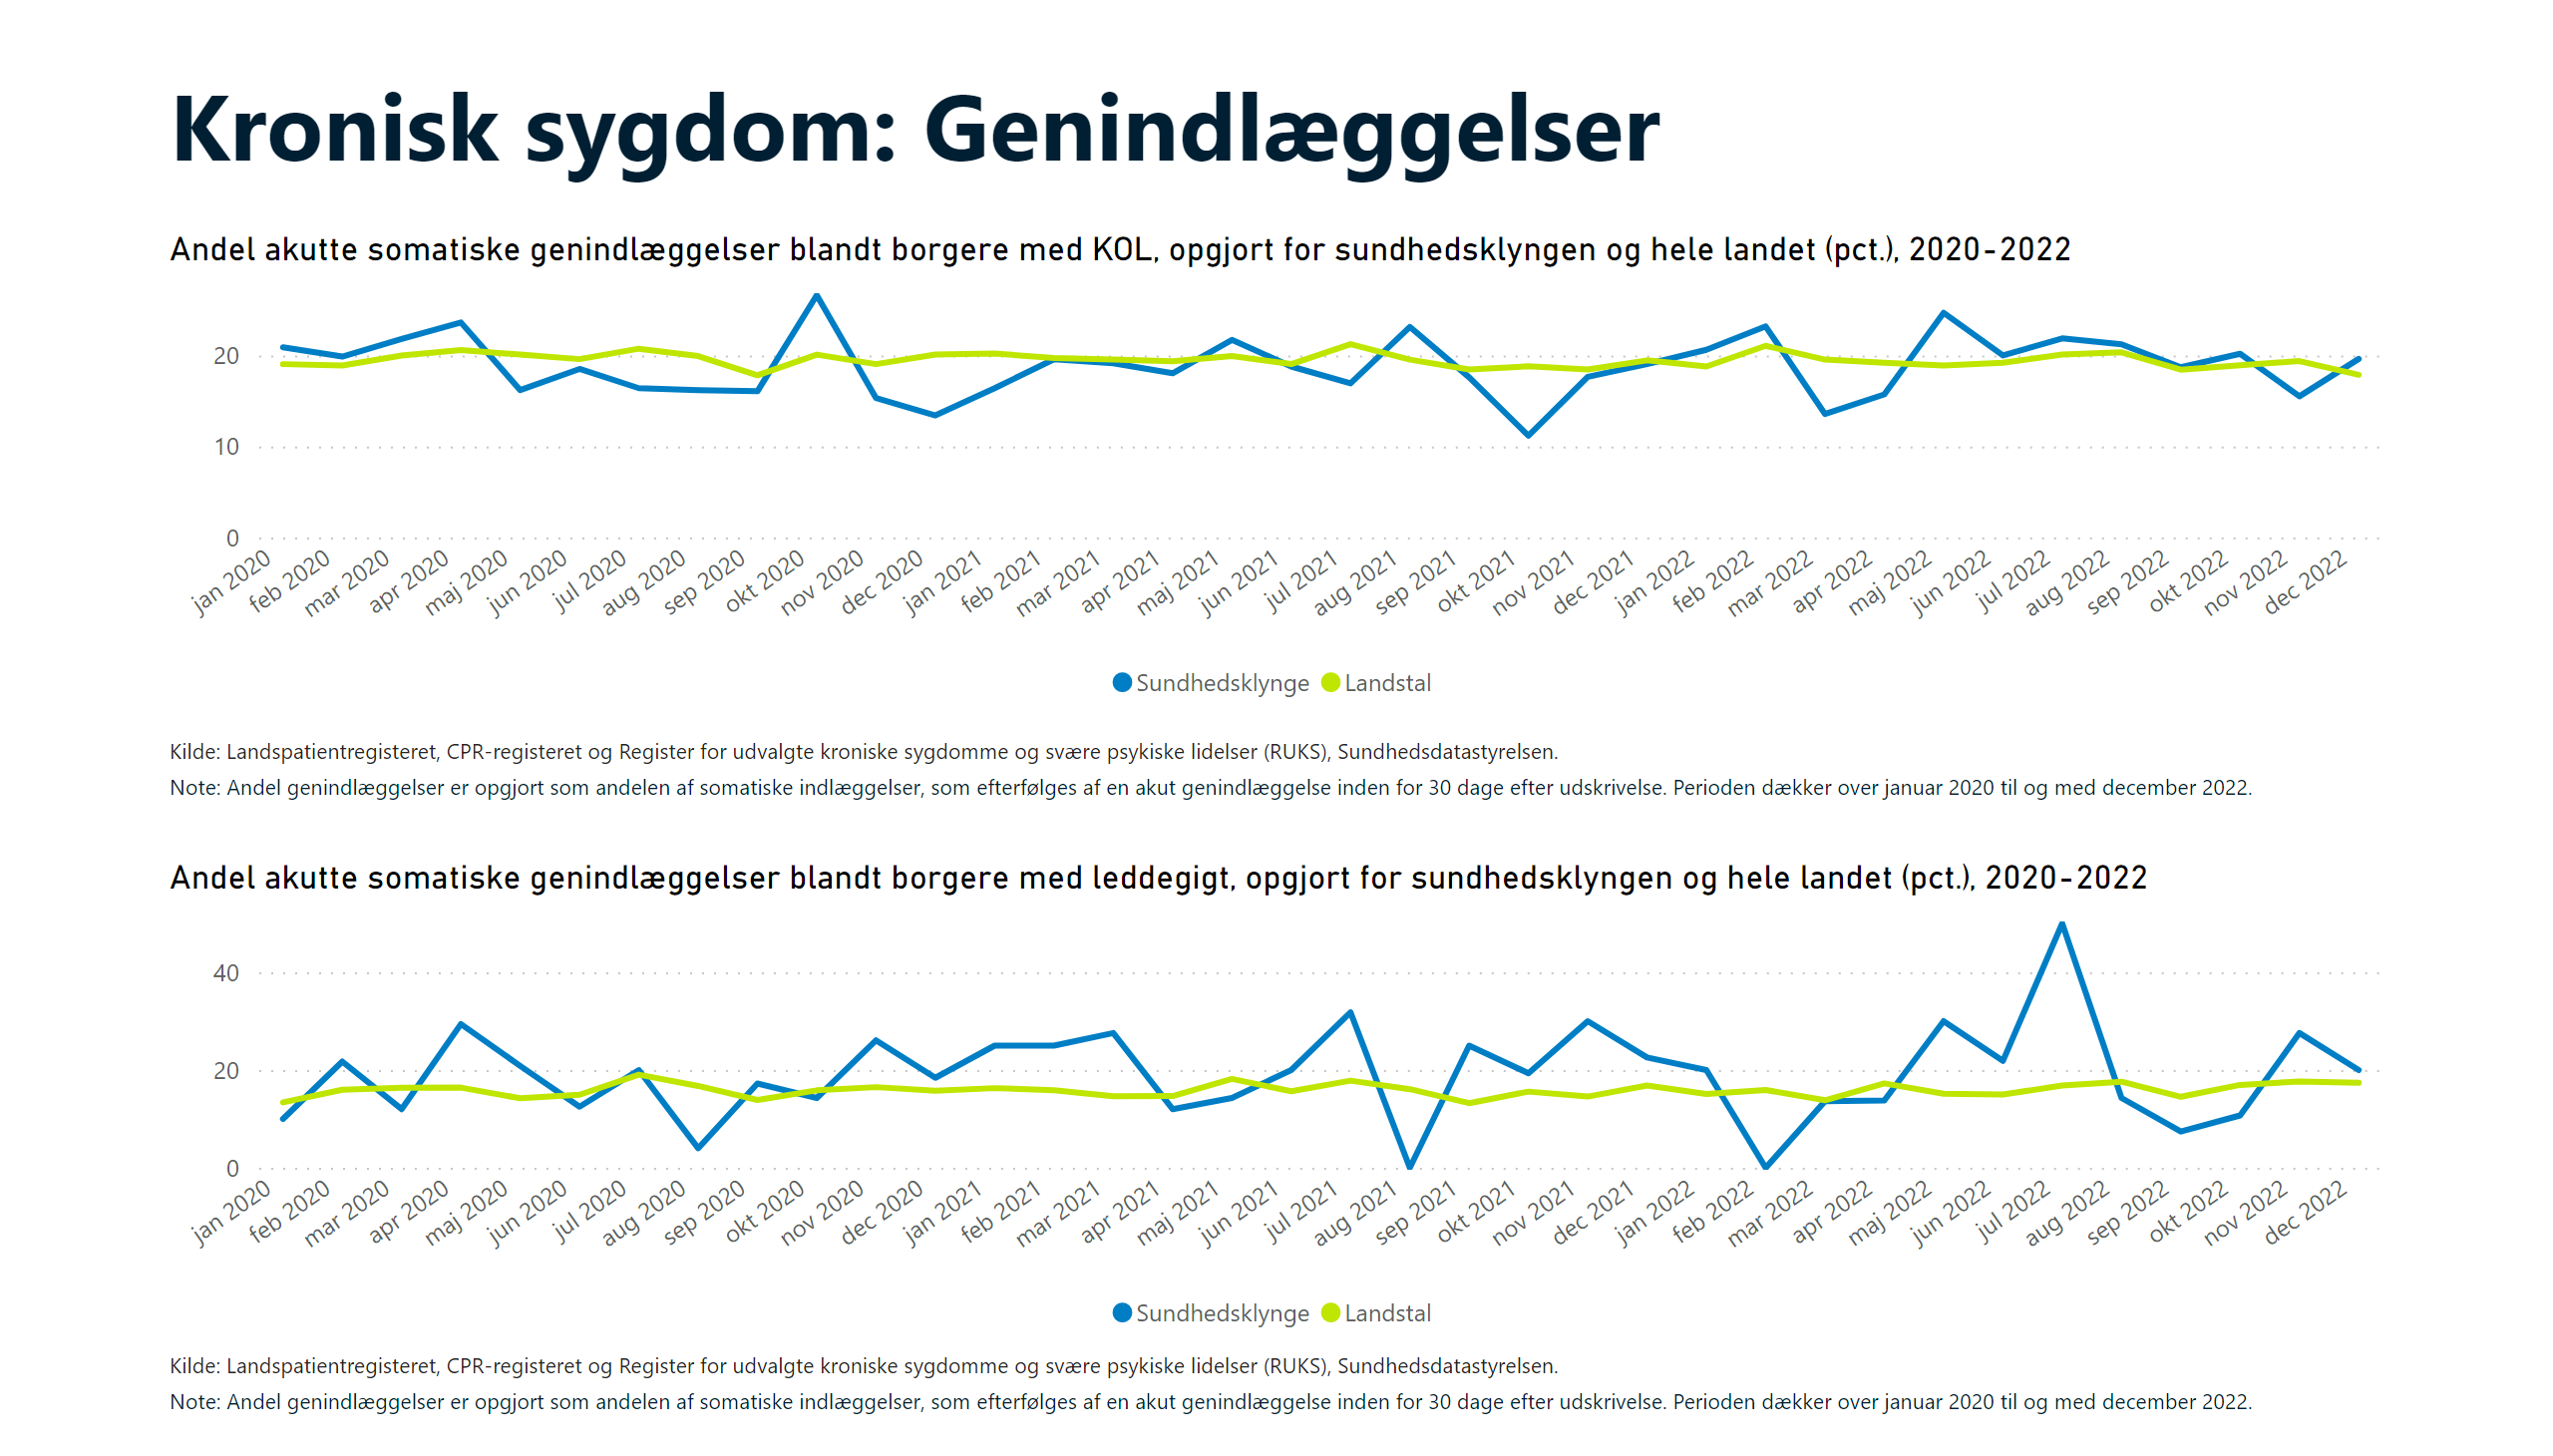 Kronisk sygdom: Genindlæggelser
Andel akutte somatiske genindlæggelser blandt borgere med KOL, opgjort for sundhedsklyngen og hele landet (pct.), 2020-2022
20
10
0
jan 2020 feb 2020 mar 2020 apr 2020 maj 2020 jun 2020 jul 2020 aug 2020 sep 2020 okt 2020 nov 2020 dec 2020 jan 2021 feb 2021 mar 2021 apr 2021 maj 2021 jun 2021 jul 2021 aug 2021 sep 2021 okt 2021 nov 2021 dec 2021 jan 2022 feb 2022 mar 2022 apr 2022 maj 2022 jun 2022 jul 2022 aug 2022 sep 2022 okt 2022 nov 2022 dec 2022
Sundhedsklynge Landstal
Kilde: Landspatientregisteret, CPR-registeret og Register for udvalgte kroniske sygdomme og svære psykiske lidelser (RUKS), Sundhedsdatastyrelsen.
Note: Andel genindlæggelser er opgjort som andelen af somatiske indlæggelser, som efterfølges af en akut genindlæggelse inden for 30 dage efter udskrivelse. Perioden dækker over januar 2020 til og med december 2022.
Andel akutte somatiske genindlæggelser blandt borgere med leddegigt, opgjort for sundhedsklyngen og hele landet (pct.), 2020-2022
40
20
0
jan 2020 feb 2020 mar 2020 apr 2020 maj 2020 jun 2020 jul 2020 aug 2020 sep 2020 okt 2020 nov 2020 dec 2020 jan 2021 feb 2021 mar 2021 apr 2021 maj 2021 jun 2021 jul 2021 aug 2021 sep 2021 okt 2021 nov 2021 dec 2021 jan 2022 feb 2022 mar 2022 apr 2022 maj 2022 jun 2022 jul 2022 aug 2022 sep 2022 okt 2022 nov 2022 dec 2022
Sundhedsklynge Landstal
Kilde: Landspatientregisteret, CPR-registeret og Register for udvalgte kroniske sygdomme og svære psykiske lidelser (RUKS), Sundhedsdatastyrelsen.
Note: Andel genindlæggelser er opgjort som andelen af somatiske indlæggelser, som efterfølges af en akut genindlæggelse inden for 30 dage efter udskrivelse. Perioden dækker over januar 2020 til og med december 2022.